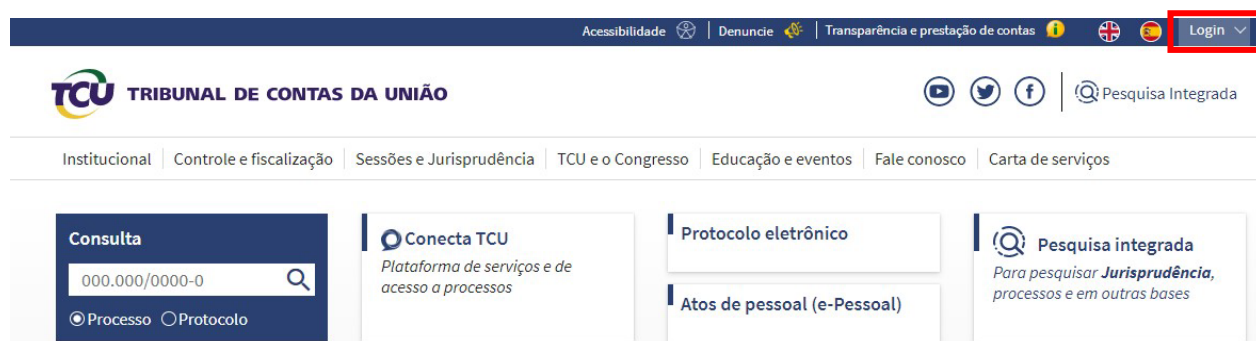 Acessibilidade | Denuncie | Transparência e prestação de contas Login
TCU TRIBUNAL DE CONTAS DA UNIÃO
Pesquisa Integrada
Institucional | Controle e fiscalização | Sessões e Jurisprudência | TCU e o Congresso | Educação e eventos | Fale conosco | Carta de serviços
Consulta
000.000/0000-0
Processo Protocolo
Conecta TCU
Plataforma de serviços e de
acesso a processos
Protocolo eletrônico
Atos de pessoal (e-Pessoal)
Pesquisa integrada
Para pesquisar Jurisprudência,
processos e em outras bases